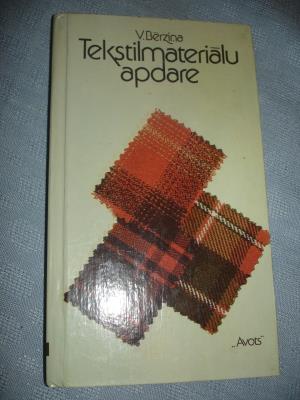 V. Bērziņa
Tekstilmateriālu
apdare
„Avots"